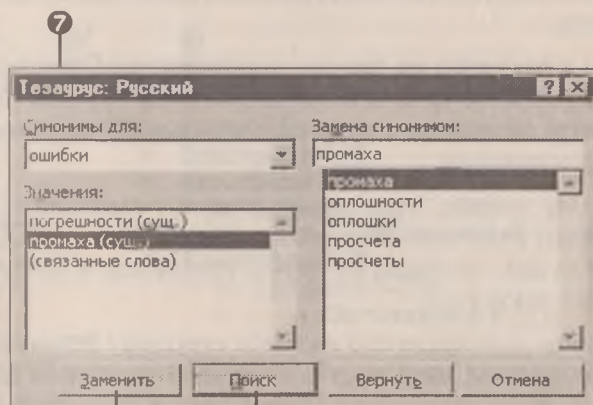 7
Тезаурус: Русский
Синонимы для:
ошибки
Значения:
погрешности (сущ.)
промаха (сущ.)
(связанные слова)
Замена синонимом:
промаха
промаха
оплошности
оплошки
просчета
просчеты
Заменить
Поиск
Вернуть
Отмена